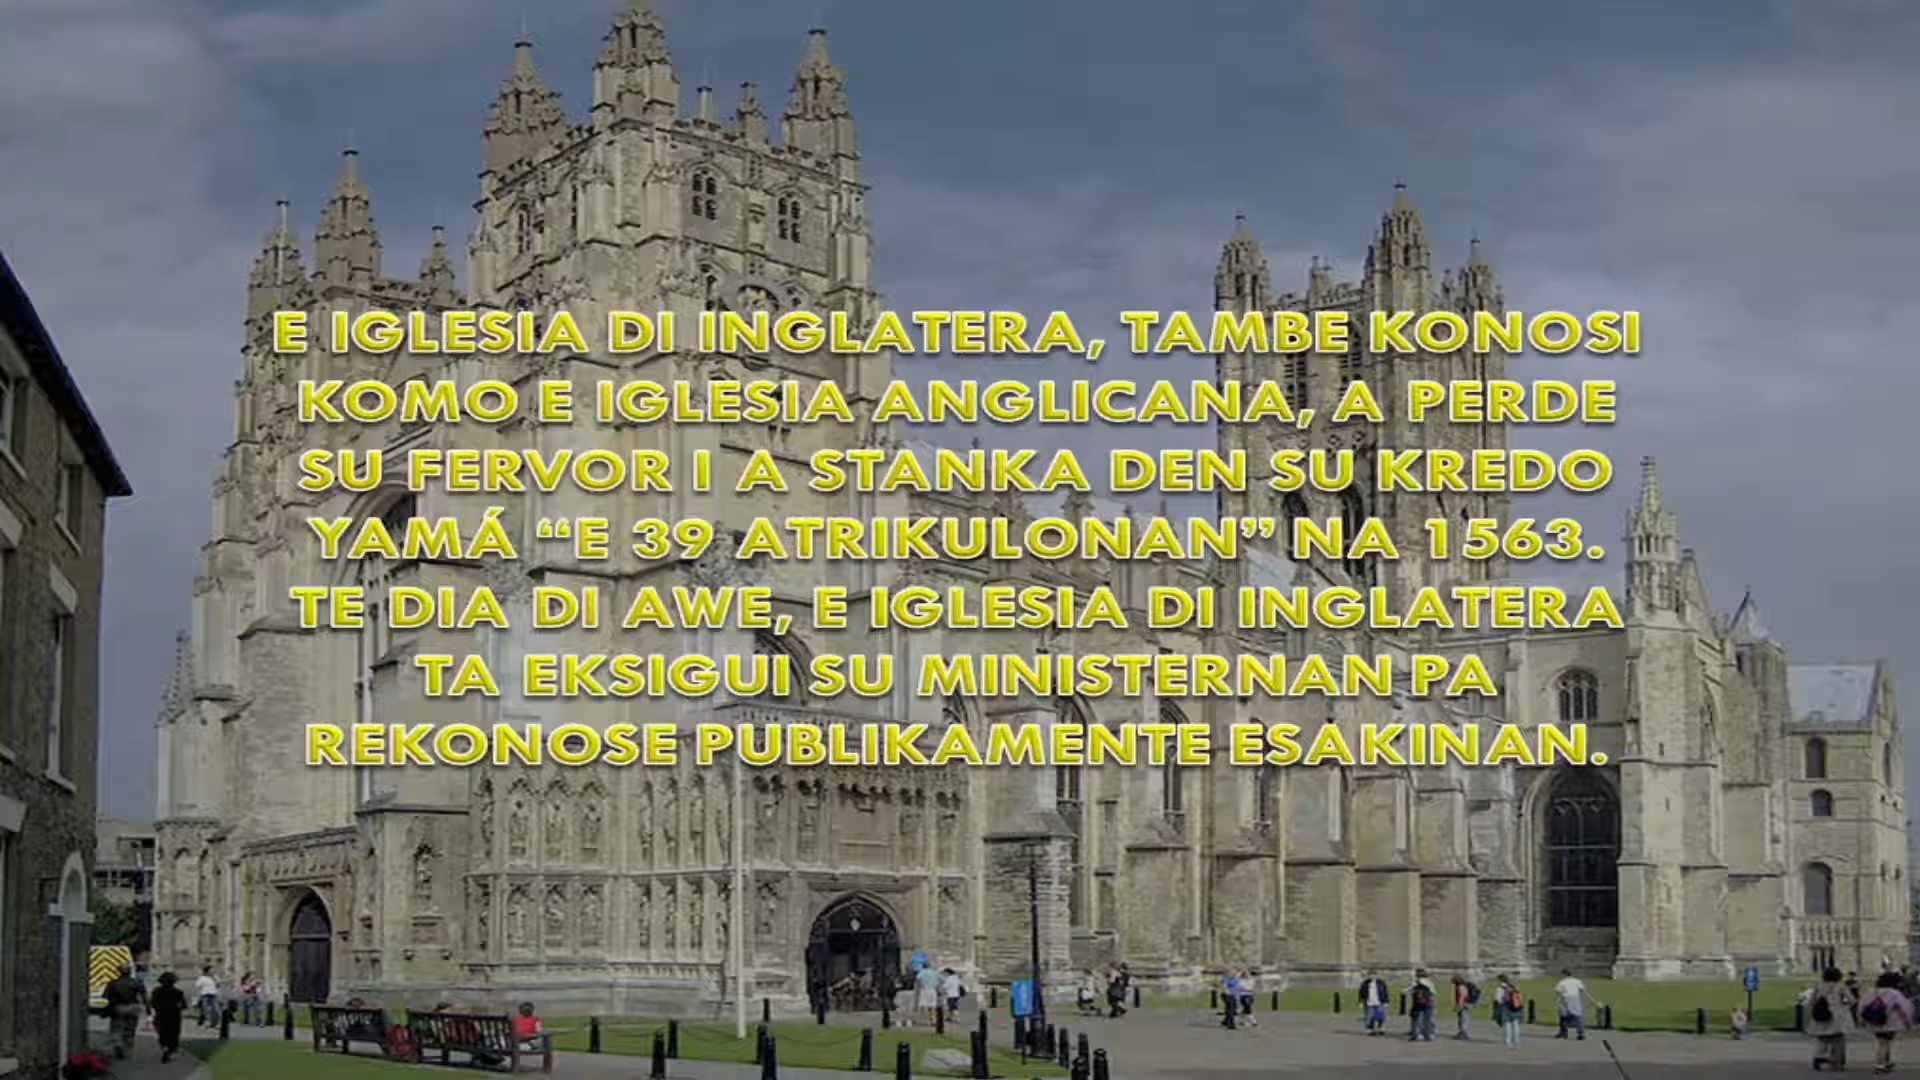 E IGLESIA DI INGLATERA, TAMBE KONOSI
KOMO E IGLESIA ANGLICANA, A PERDE
SU FERVOR I A STANKA DEN SU KREDO
YAMÁ “E 39 ATRIKULONAN” NA 1563.
TE DIA DI AWE, E IGLESIA DI INGLATERA
TA EKSIGUI SU MINISTERNAN PA
REKONOSE PUBLIKAMENTE ESAKINAN.